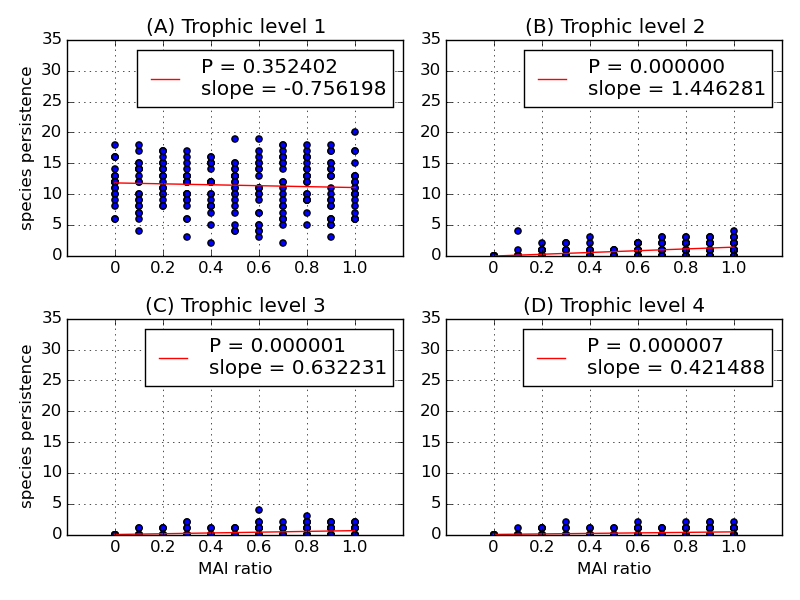 (A) Trophic level 1
35
30
25
20
15
10
5
0
species persistence
P = 0.352402
slope = -0.756198
0 0.2 0.4 0.6 0.8 1.0
(B) Trophic level 2
35
30
25
20
15
10
5
0
P = 0.000000
slope = 1.446281
0 0.2 0.4 0.6 0.8 1.0
(C) Trophic level 3
35
30
25
20
15
10
5
0
species persistence
P = 0.000001
slope = 0.632231
0 0.2 0.4 0.6 0.8 1.0
MAI ratio
(D) Trophic level 4
35
30
25
20
15
10
5
0
P = 0.000007
slope = 0.421488
0 0.2 0.4 0.6 0.8 1.0
MAI ratio